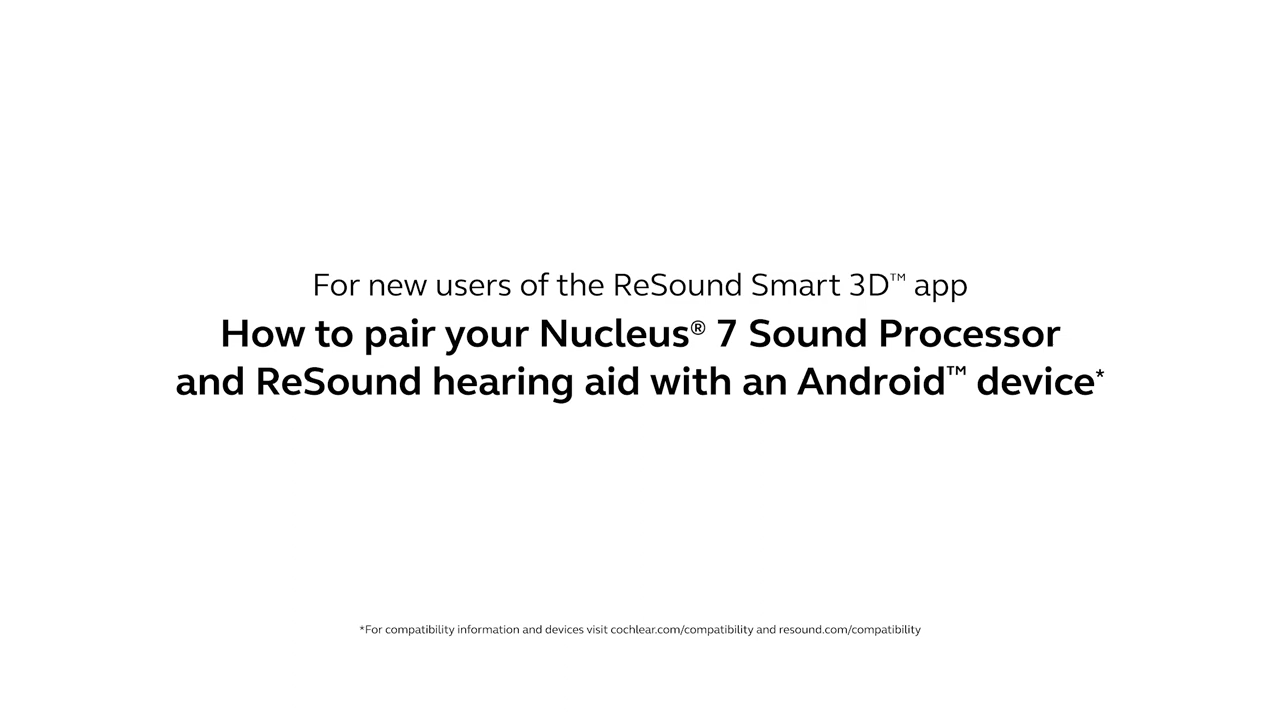 For new users of the ReSound Smart 3D™ app
How to pair your Nucleus® 7 Sound Processor
and ReSound hearing aid with an Android™ device*
*For compatibility information and devices visit cochlear.com/compatibility and resound.com/compatibility